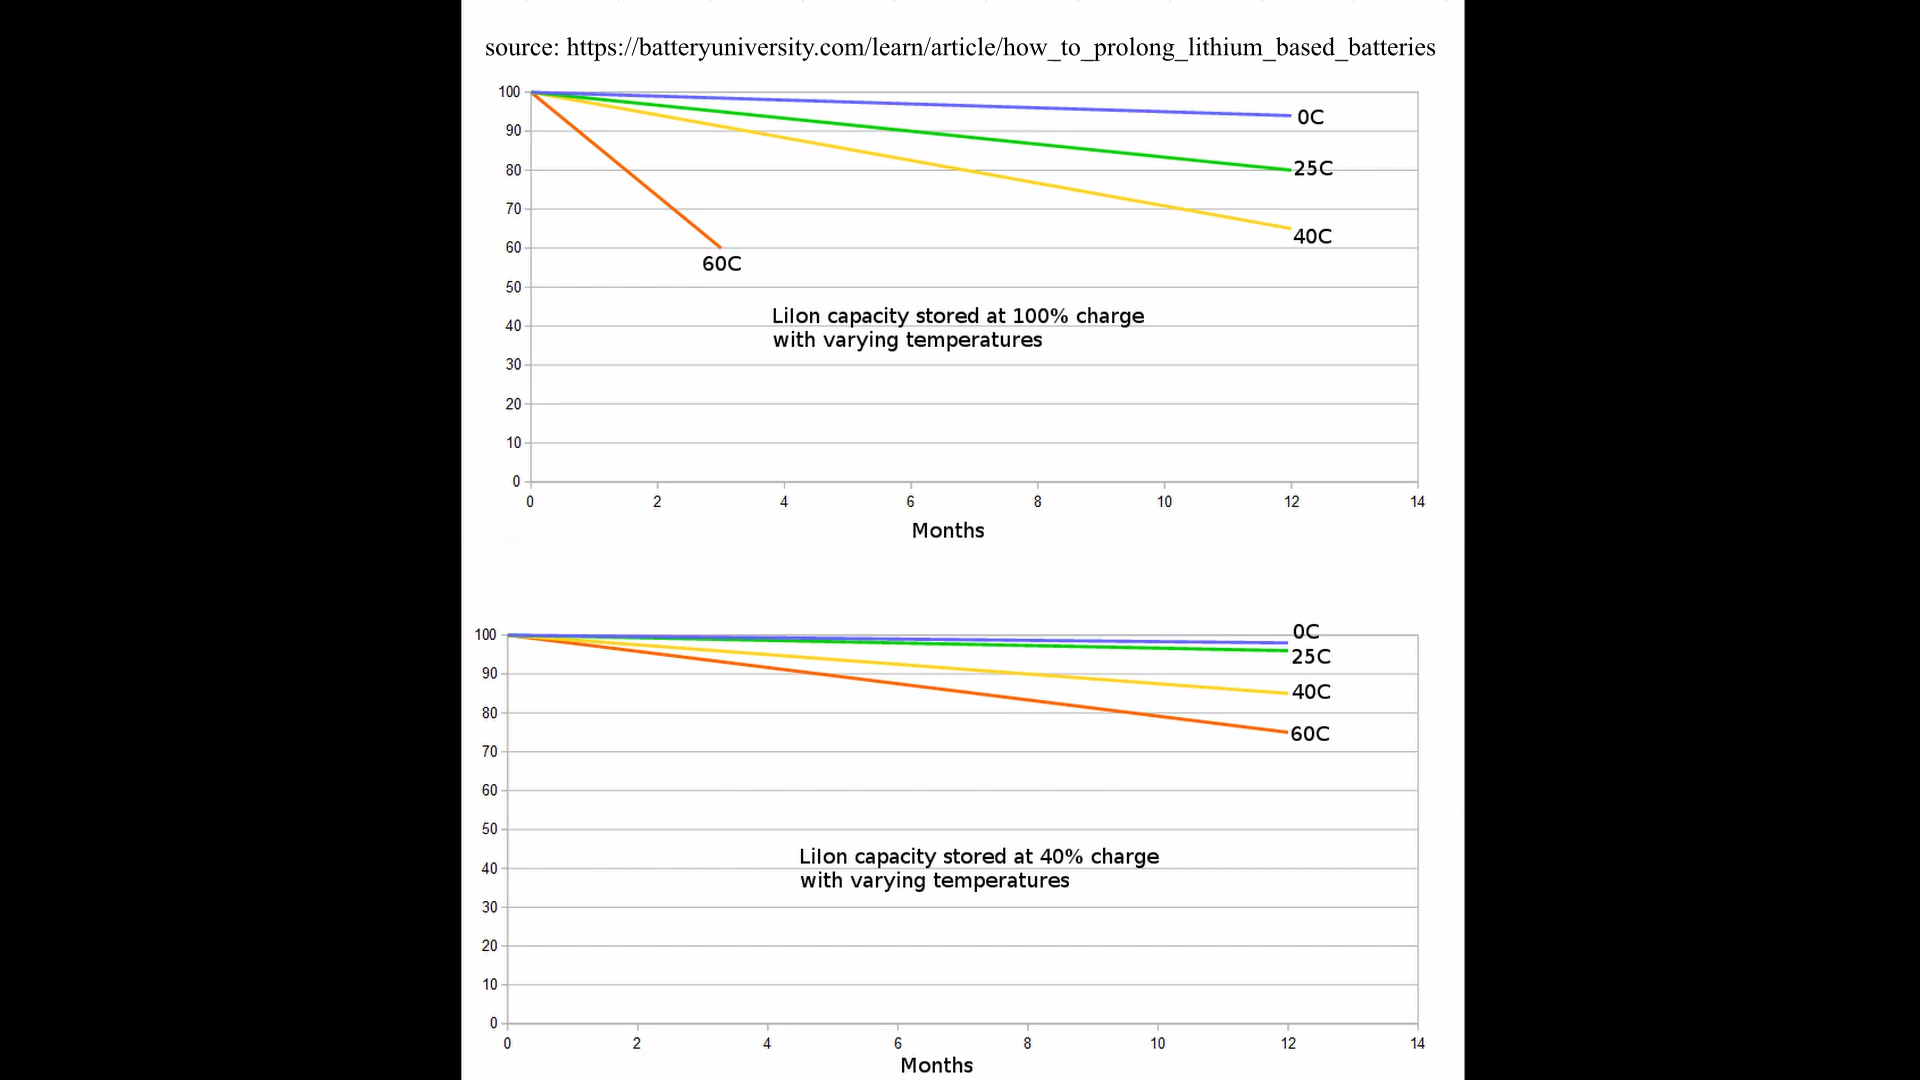 source: https://batteryuniversity.com/learn/article/how_to_prolong_lithium_based_batteries
100
90
80
70
60
50
40
30
20
10
0
0C
25C
40C
60C
LiIon capacity stored at 100% charge
with varying temperatures
0 2 4 6 8 10 12 14
Months
100
90
80
70
60
50
40
30
20
10
0
0C
25C
40C
60C
LiIon capacity stored at 40% charge
with varying temperatures
0 2 4 6 8 10 12 14
Months